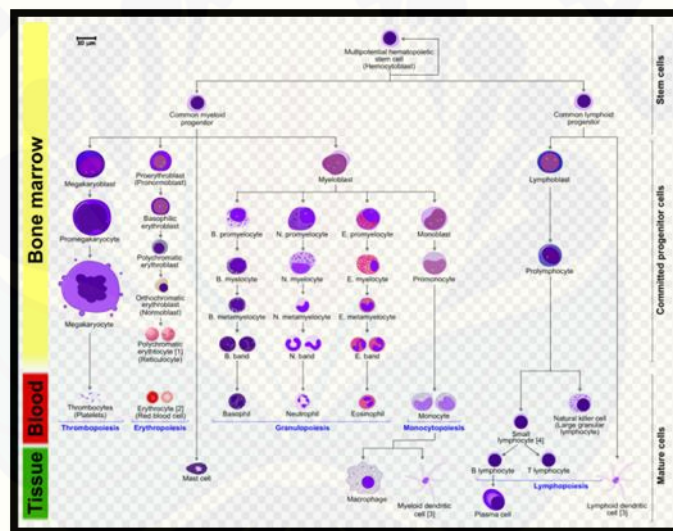 10 µm
Multipotential hematopoietic
stem cell
(Hemocytoblast)
Common myeloid
progenitor
Common lymphoid
progenitor
Stem cells
Bone marrow
Megakaryoblast
Proerythroblast
(Pronormoblast)
Myeloblast
Lymphoblast
Basophilic
erythroblast
Promegakaryocyte
B. promyelocyte
N. promyelocyte
E. promyelocyte
Monoblast
Polychromatic
erythroblast
B. myelocyte
N. myelocyte
E. myelocyte
Promonocyte
Prolymphocyte
Committed progenitor cells
Orthochromatic
erythroblast
(Normoblast)
Megakaryocyte
B. metamyelocyte
N. metamyelocyte
E. metamyelocyte
Polychromatic
erythrocyte [1]
(Reticulocyte)
B. band
N. band
E. band
Blood
Thrombocytes
(Platelets)
Erythrocyte [2]
(Red blood cell)
Basophil
Neutrophil
Eosinophil
Monocyte
Natural killer cell
(Large granular
lymphocyte)
Small
lymphocyte [4]
Thrombopoiesis
Erythropoiesis
Granulopoiesis
Monocytopoiesis
Mature cells
Tissue
Mast cell
B lymphocyte
T lymphocyte
Lymphopoiesis
Macrophage
Myeloid dendritic
cell [3]
Plasma cell
Lymphoid dendritic
cell [3]